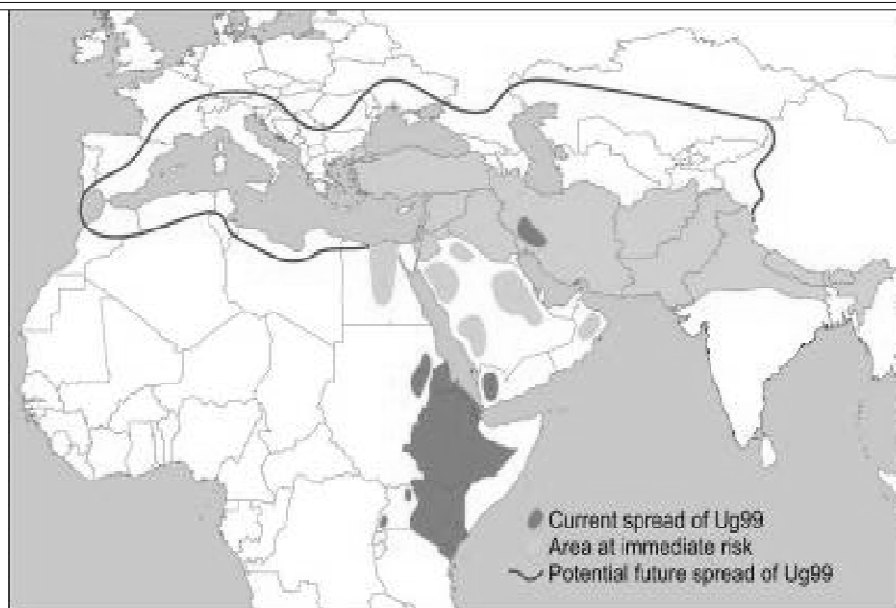 Current spread of Ug99
Area at immediate risk
Potential future spread of Ug99